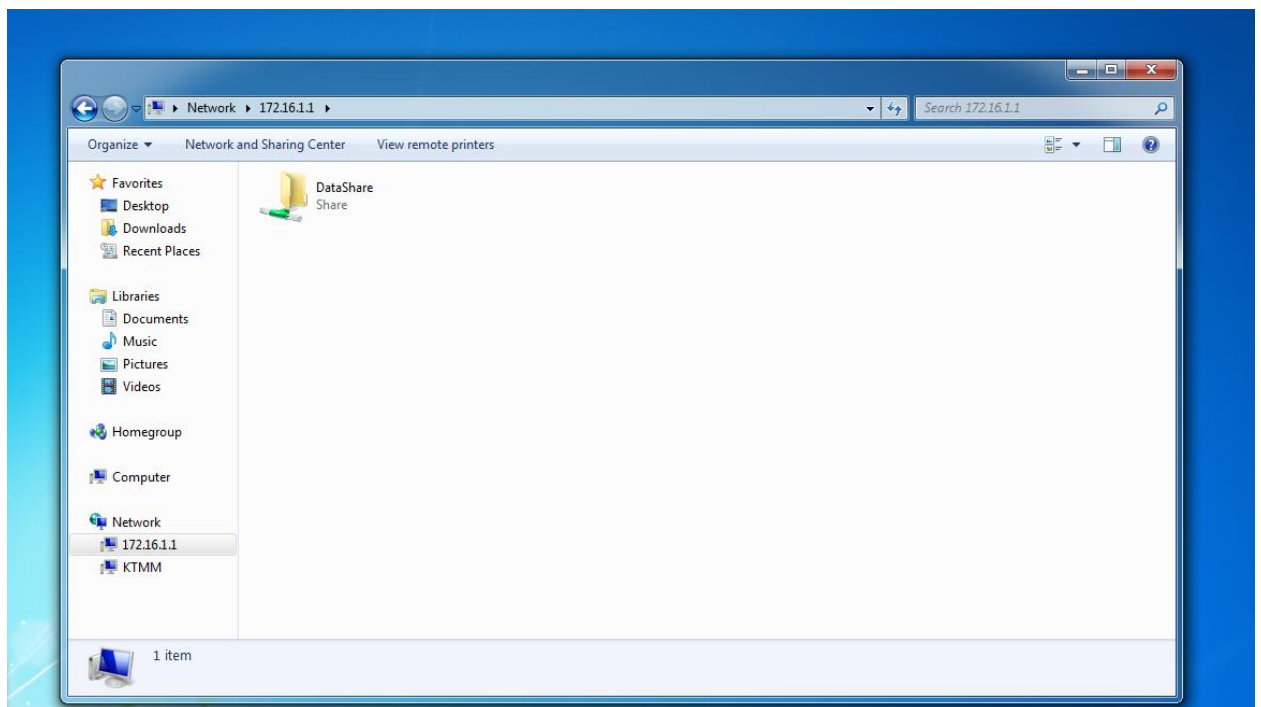 Network ▸ 172.16.1.1 ▸
Search 172.16.1.1
Organize
Network and Sharing Center
View remote printers
Favorites
Desktop
Downloads
Recent Places
Libraries
Documents
Music
Pictures
Videos
Homegroup
Computer
Network
172.16.1.1
KTMM
DataShare
Share
1 item